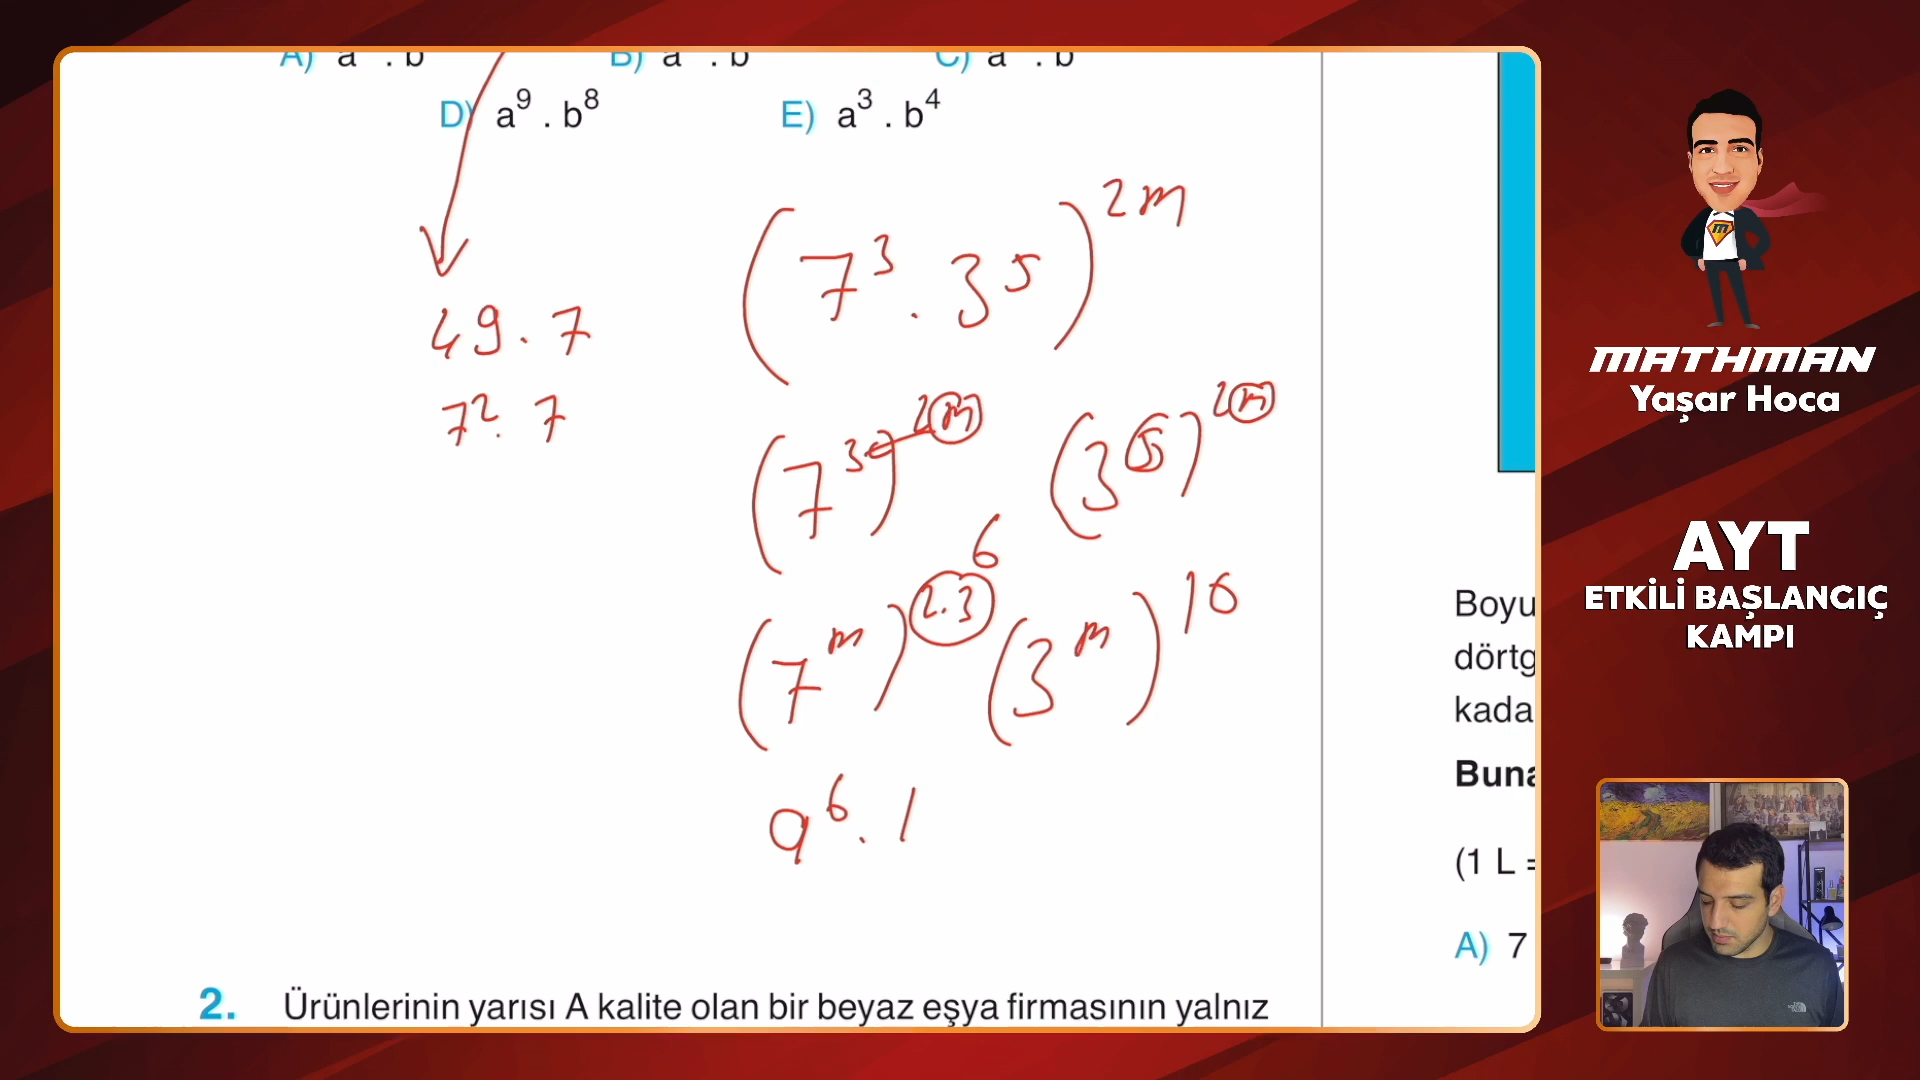 A) a . b B) a . b C) a . b
D) a⁹ . b⁸ E) a³ . b⁴
(7³ . 3⁵)²ᵐ
49 . 7
7² . 7
(7³)²ᵐ (3⁵)²ᵐ
6
(7ᵐ)²·³ (3ᵐ)¹⁰
a⁶ .
2. Ürünlerinin yarısı A kalite olan bir beyaz eşya firmasının yalnız
Boyu
dörtg
kada
Buna
(1 L =
A) 7
m
MATHMAN
Yaşar Hoca
AYT
ETKİLİ BAŞLANGIÇ
KAMPI